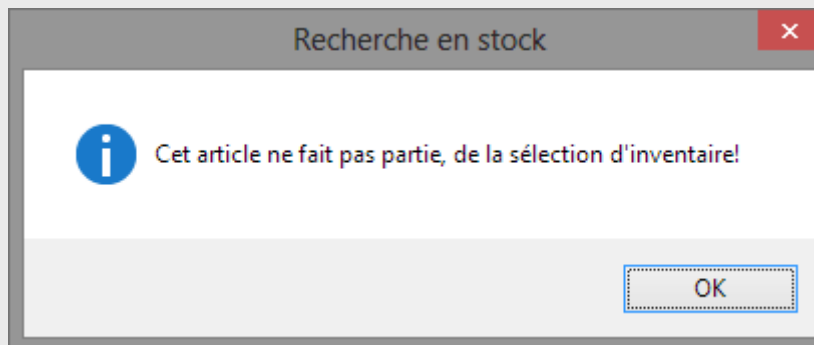 Recherche en stock
Cet article ne fait pas partie, de la sélection d'inventaire!
OK